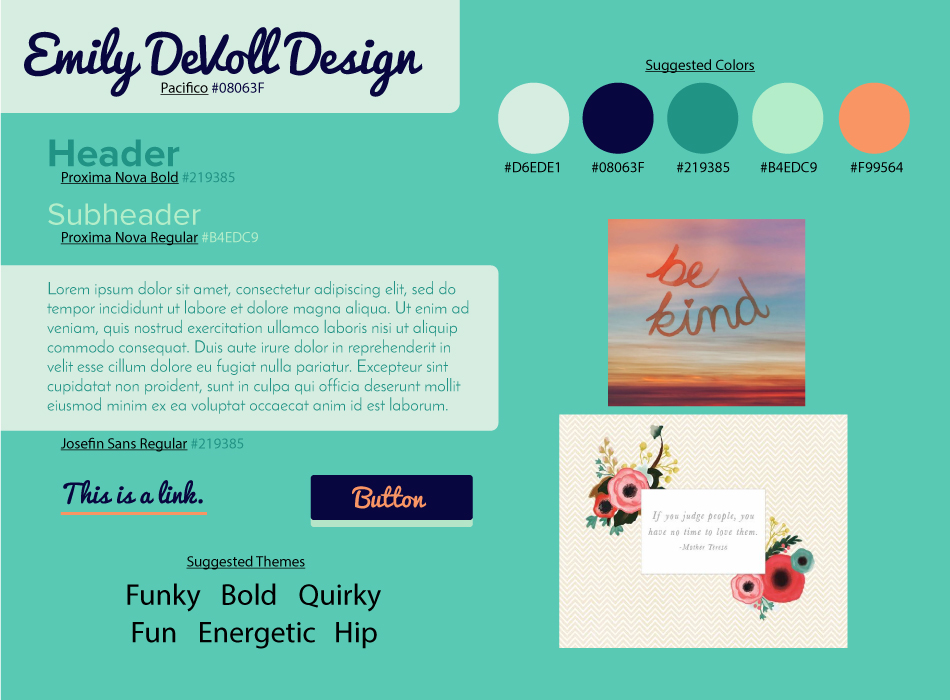 Emily DeVoll Design
Pacifico #08063F
Header
Proxima Nova Bold #219385
Subheader
Proxima Nova Regular #B4EDC9
Lorem ipsum dolor sit amet, consectetur adipiscing elit, sed do
tempor incididunt ut labore et dolore magna aliqua. Ut enim ad
veniam, quis nostrud exercitation ullamco laboris nisi ut aliquip
commodo consequat. Duis aute irure dolor in reprehenderit in
velit esse cillum dolore eu fugiat nulla pariatur. Excepteur sint
cupidatat non proident, sunt in culpa qui officia deserunt mollit
eiusmod minim ex ea voluptat occaecat anim id est laborum.
Josefin Sans Regular #219385
This is a link.
Button
Suggested Themes
Funky Bold Quirky
Fun Energetic Hip
Suggested Colors
#D6EDE1 #08063F #219385 #B4EDC9 #F99564
be
kind
If you judge people, you
have no time to love them.
-Mother Teresa